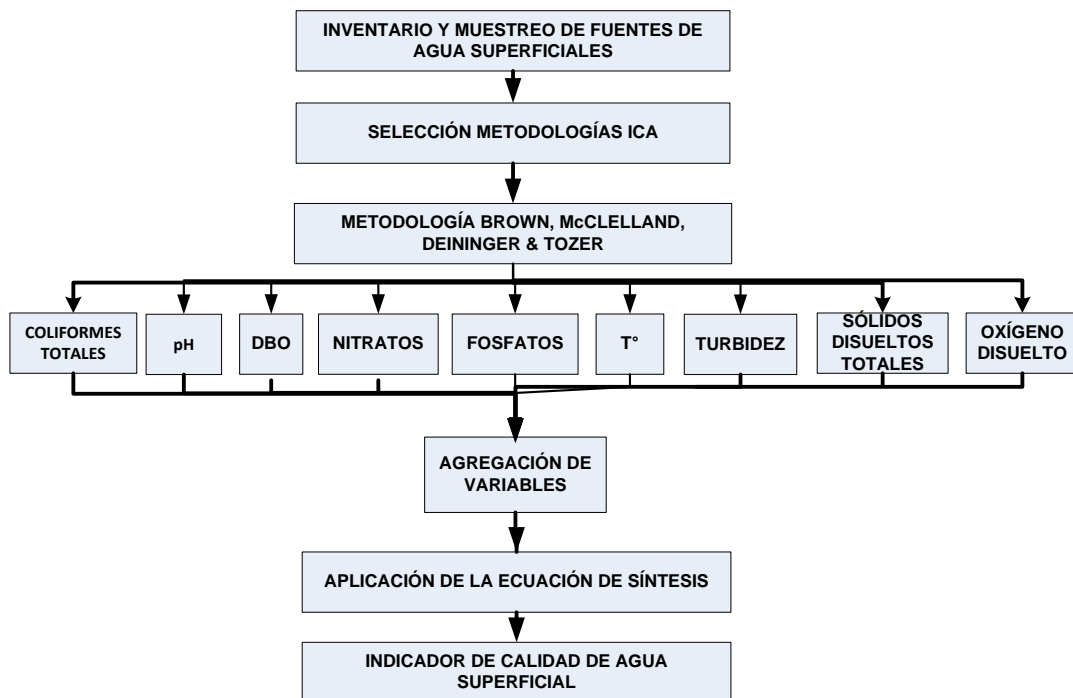 INVENTARIO Y MUESTREO DE FUENTES DE
AGUA SUPERFICIALES
SELECCIÓN METODOLOGÍAS ICA
METODOLOGÍA BROWN, McCLELLAND,
DEININGER & TOZER
COLIFORMES
TOTALES
pH
DBO
NITRATOS
FOSFATOS
T°
TURBIDEZ
SÓLIDOS
DISUELTOS
TOTALES
OXÍGENO
DISUELTO
AGREGACIÓN DE
VARIABLES
APLICACIÓN DE LA ECUACIÓN DE SÍNTESIS
INDICADOR DE CALIDAD DE AGUA
SUPERFICIAL